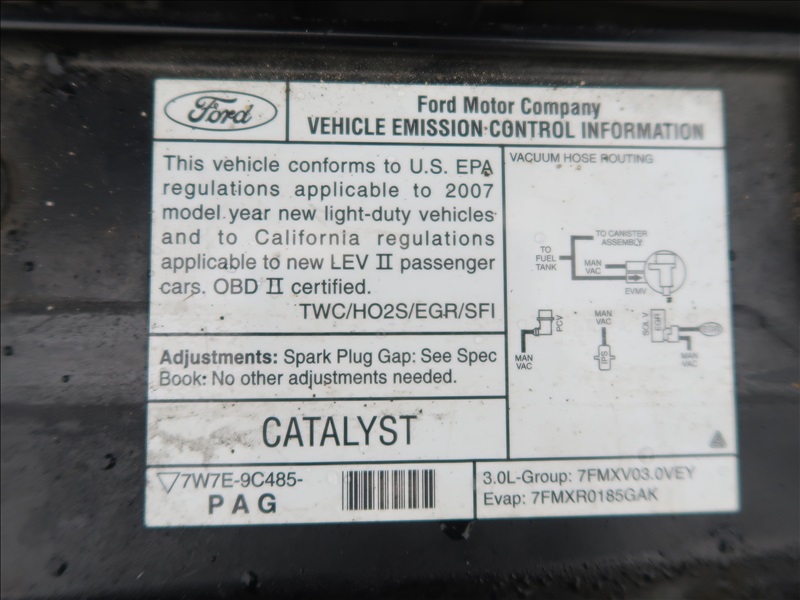 Ford
Ford Motor Company
VEHICLE EMISSION CONTROL INFORMATION
This vehicle conforms to U.S. EPA
regulations applicable to 2007
model year new light-duty vehicles
and to California regulations
applicable to new LEV II passenger
cars. OBD II certified.
TWC/HO2S/EGR/SFI
Adjustments: Spark Plug Gap: See Spec
Book: No other adjustments needed.
CATALYST
7W7E-9C485-
PAG
VACUUM HOSE ROUTING
TO CANISTER
ASSEMBLY
TO
FUEL
TANK
MAN
VAC
EVMV
PCV
MAN
VAC
MAN
VAC
SOL V
EGR
MAN
VAC
3.0L-Group: 7FMXV03.0VEY
Evap: 7FMXR0185GAK